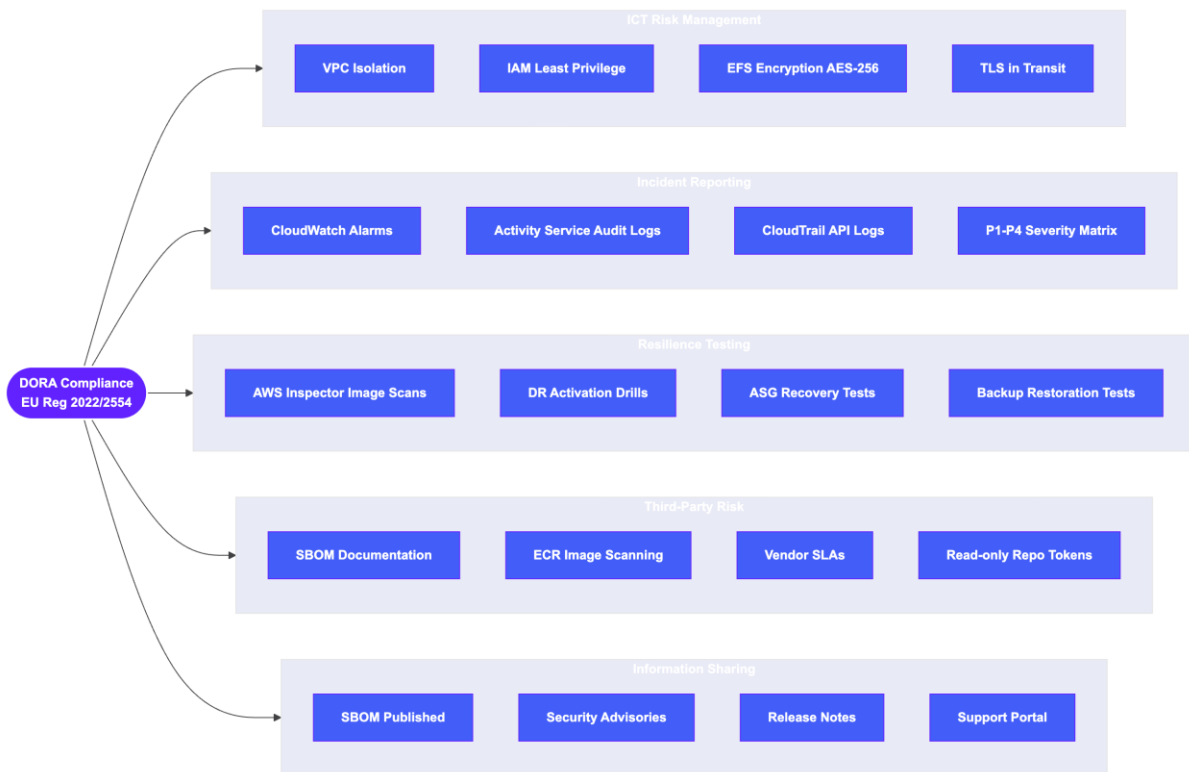 ICT Risk Management
VPC Isolation
IAM Least Privilege
EFS Encryption AES-256
TLS in Transit
Incident Reporting
CloudWatch Alarms
Activity Service Audit Logs
CloudTrail API Logs
P1-P4 Severity Matrix
DORA Compliance
EU Reg 2022/2554
Resilience Testing
AWS Inspector Image Scans
DR Activation Drills
ASG Recovery Tests
Backup Restoration Tests
Third-Party Risk
SBOM Documentation
ECR Image Scanning
Vendor SLAs
Read-only Repo Tokens
Information Sharing
SBOM Published
Security Advisories
Release Notes
Support Portal